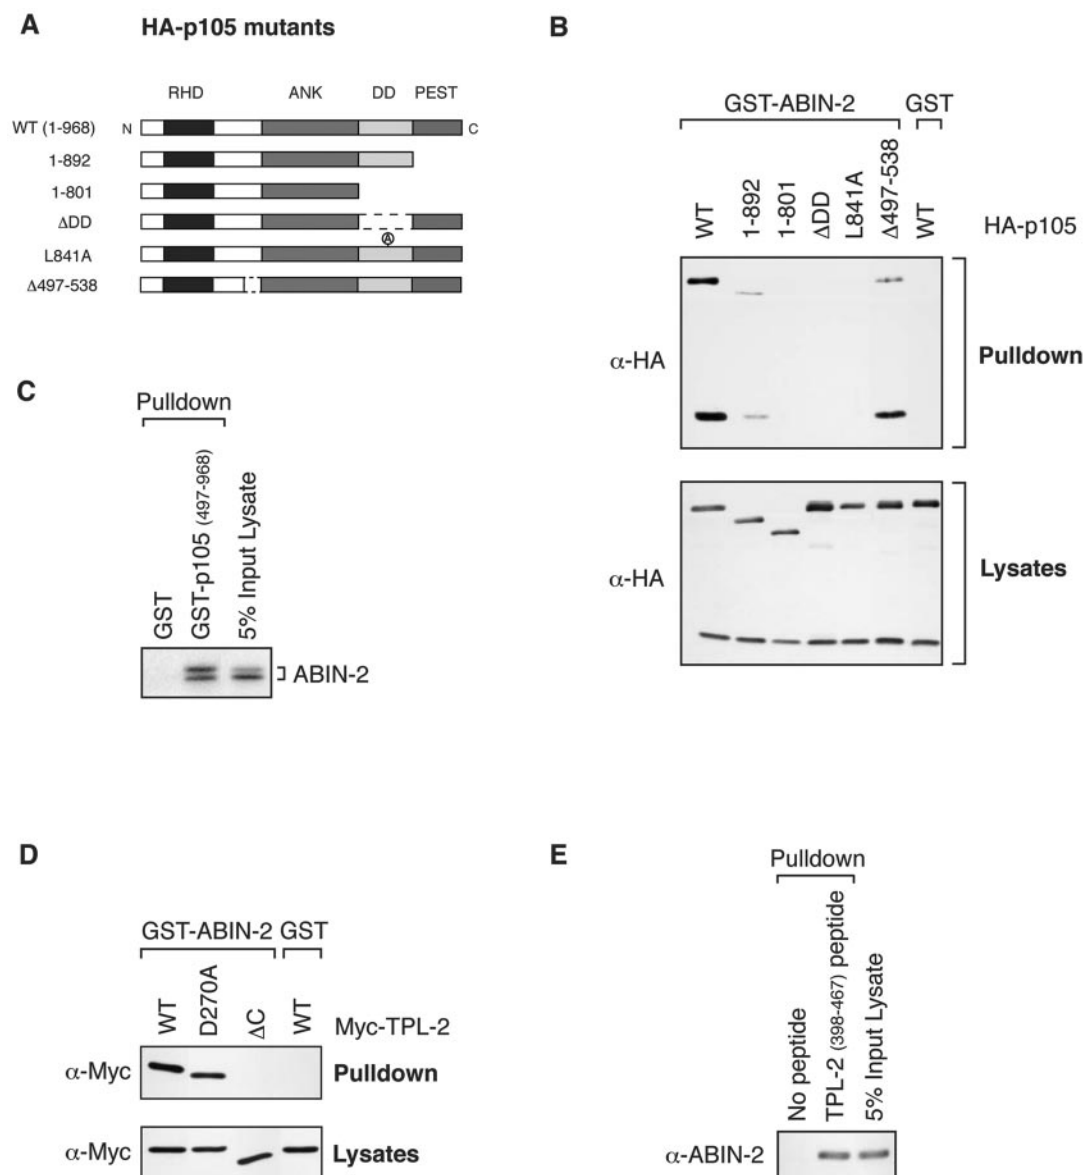 A
HA-p105 mutants
RHD ANK DD PEST
WT (1-968) N C
1-892
1-801
ΔDD
A
L841A
Δ497-538
B
GST-ABIN-2 GST
WT 1-892 1-801 ΔDD L841A Δ497-538 WT HA-p105
α-HA Pulldown
α-HA Lysates
C
Pulldown
GST GST-p105 (497-968) 5% Input Lysate
ABIN-2
D
GST-ABIN-2 GST
WT D270A ΔC WT Myc-TPL-2
α-Myc Pulldown
α-Myc Lysates
E
Pulldown
No peptide TPL-2 (398-467) peptide 5% Input Lysate
α-ABIN-2